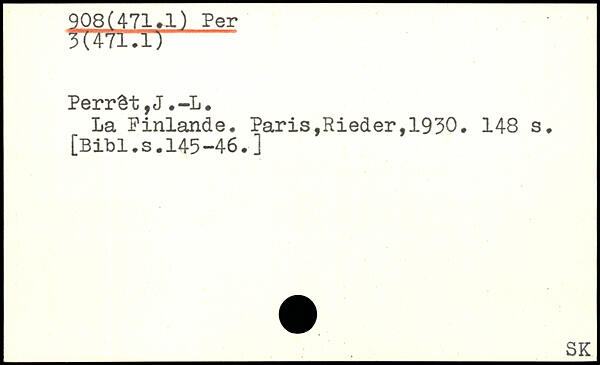 908(471.1) Per
3(471.1)
Perrêt,J.-L.
La Finlande. Paris,Rieder,1930. 148 s.
[Bibl.s.145-46.]
SK